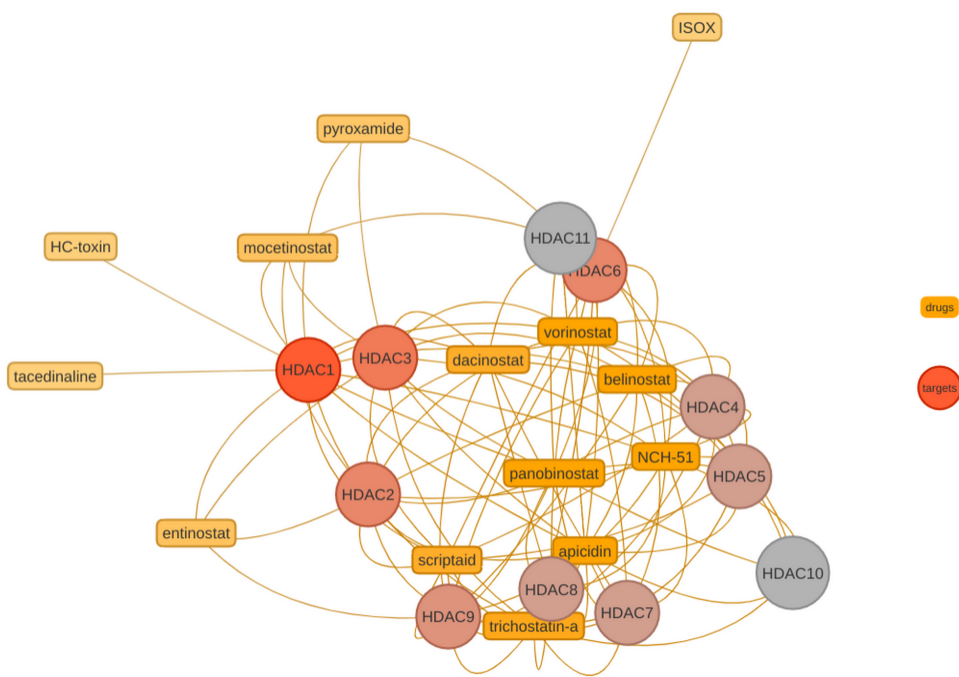 ISOX
pyroxamide
HDAC11
HC-toxin
mocetinostat
HDAC6
drugs
vorinostat
HDAC3
dacinostat
HDAC1
tacedinaline
belinostat
targets
HDAC4
NCH-51
panobinostat
HDAC5
HDAC2
entinostat
apicidin
scriptaid
HDAC10
HDAC8
HDAC9
HDAC7
trichostatin-a